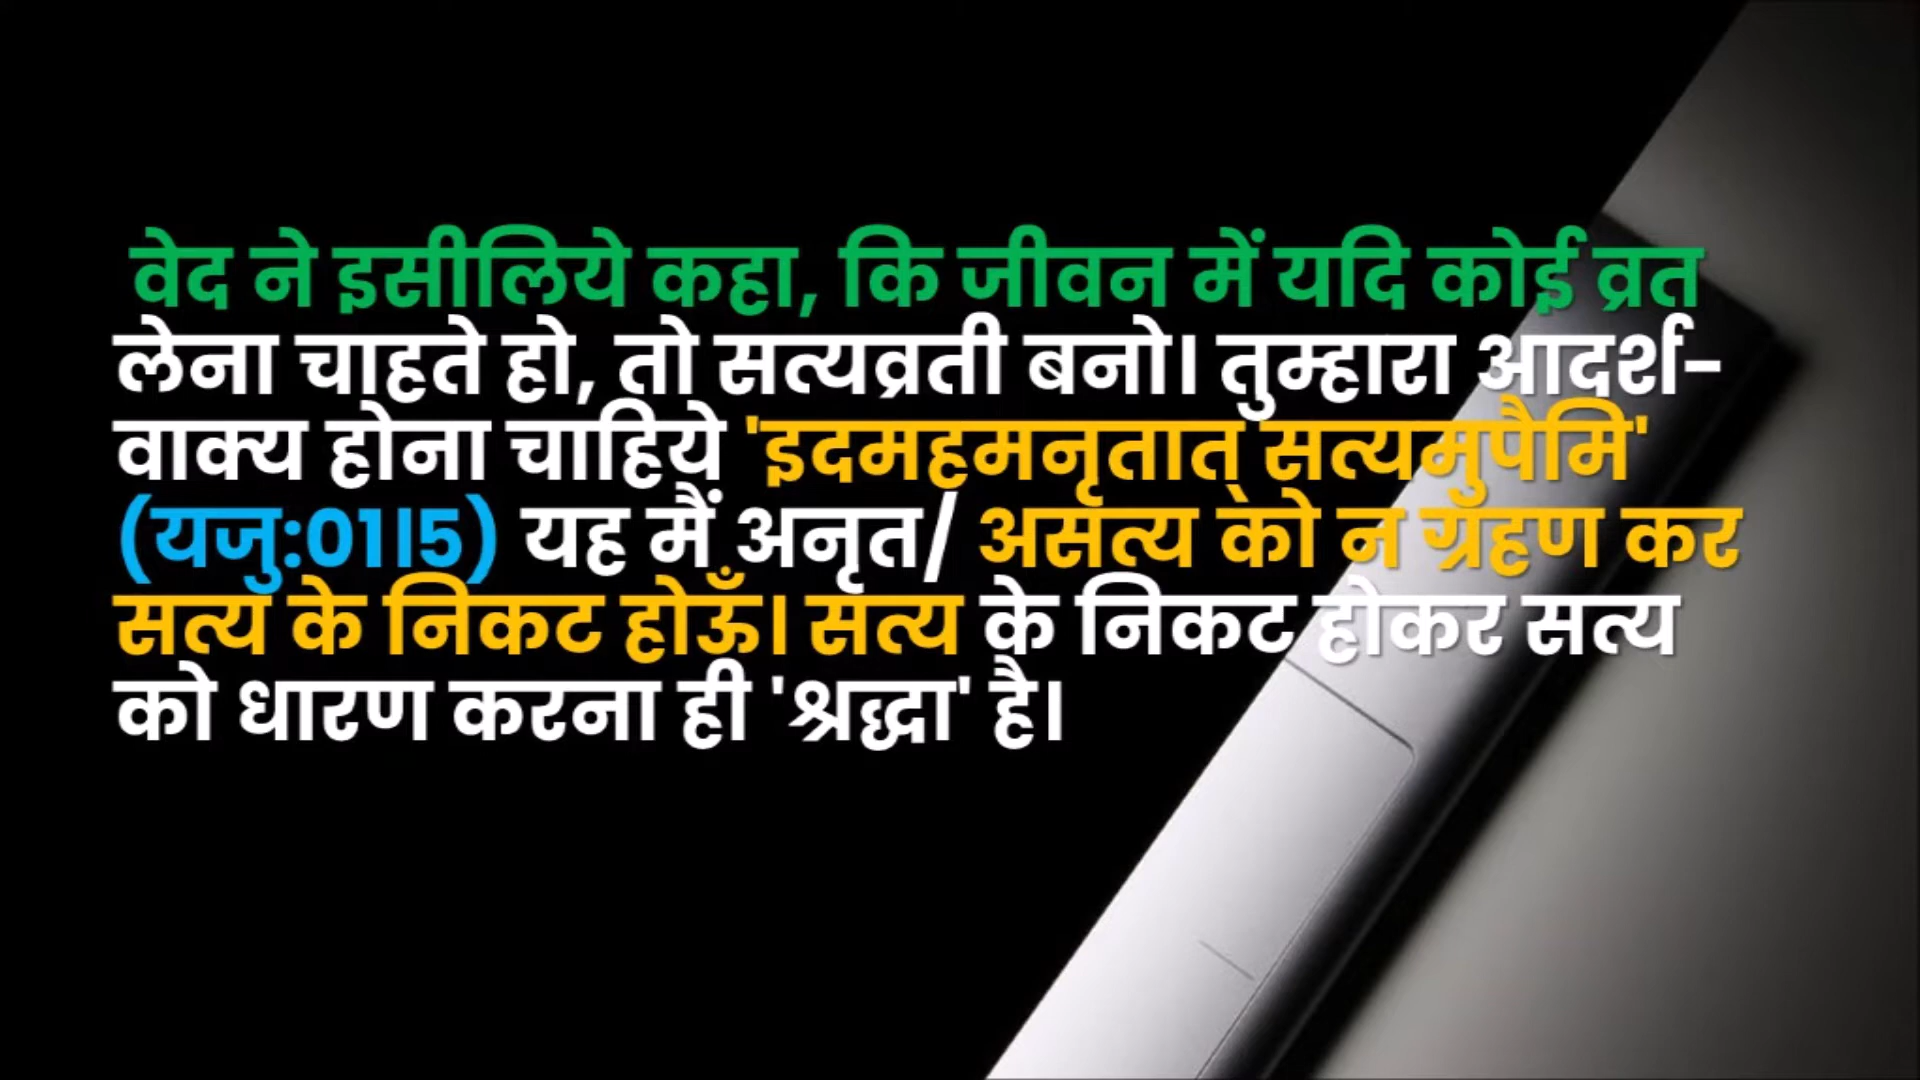 वेद ने इसीलिये कहा, कि जीवन में यदि कोई व्रत
लेना चाहते हो, तो सत्यव्रती बनो। तुम्हारा आदर्श-
वाक्य होना चाहिये 'इदमहमनृतात् सत्यमुपैमि'
(यजु:01।5) यह मैं अनृत/ असत्य को न ग्रहण कर
सत्य के निकट होऊँ। सत्य के निकट होकर सत्य
को धारण करना ही 'श्रद्धा' है।